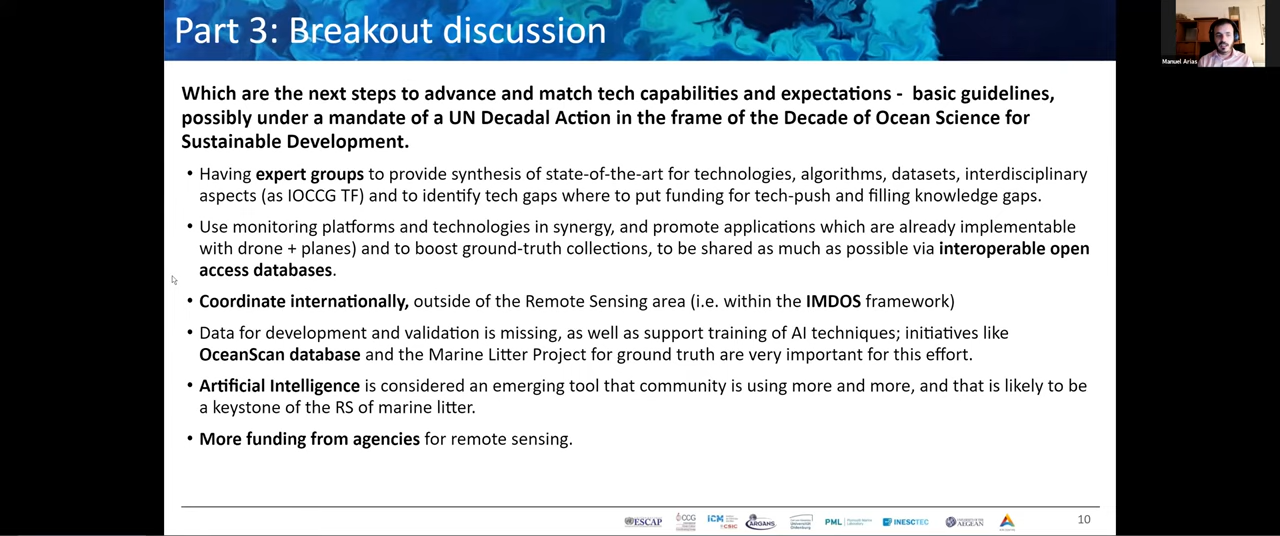 Part 3: Breakout discussion
Manuel Arias
Which are the next steps to advance and match tech capabilities and expectations - basic guidelines,
possibly under a mandate of a UN Decadal Action in the frame of the Decade of Ocean Science for
Sustainable Development.
• Having expert groups to provide synthesis of state-of-the-art for technologies, algorithms, datasets, interdisciplinary
aspects (as IOCCG TF) and to identify tech gaps where to put funding for tech-push and filling knowledge gaps.
• Use monitoring platforms and technologies in synergy, and promote applications which are already implementable
with drone + planes) and to boost ground-truth collections, to be shared as much as possible via interoperable open
access databases.
• Coordinate internationally, outside of the Remote Sensing area (i.e. within the IMDOS framework)
• Data for development and validation is missing, as well as support training of AI techniques; initiatives like
OceanScan database and the Marine Litter Project for ground truth are very important for this effort.
• Artificial Intelligence is considered an emerging tool that community is using more and more, and that is likely to be
a keystone of the RS of marine litter.
• More funding from agencies for remote sensing.
ESCAP ICM CSIC ARGANS PML INESCTEC AEGEAN
10